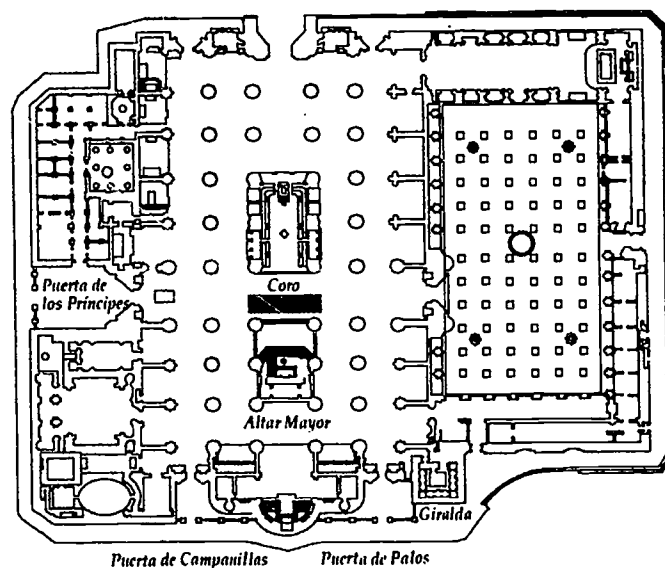 Puerta de
los Príncipes
Coro
Altar Mayor
Giralda
Puerta de Campanillas
Puerta de Palos